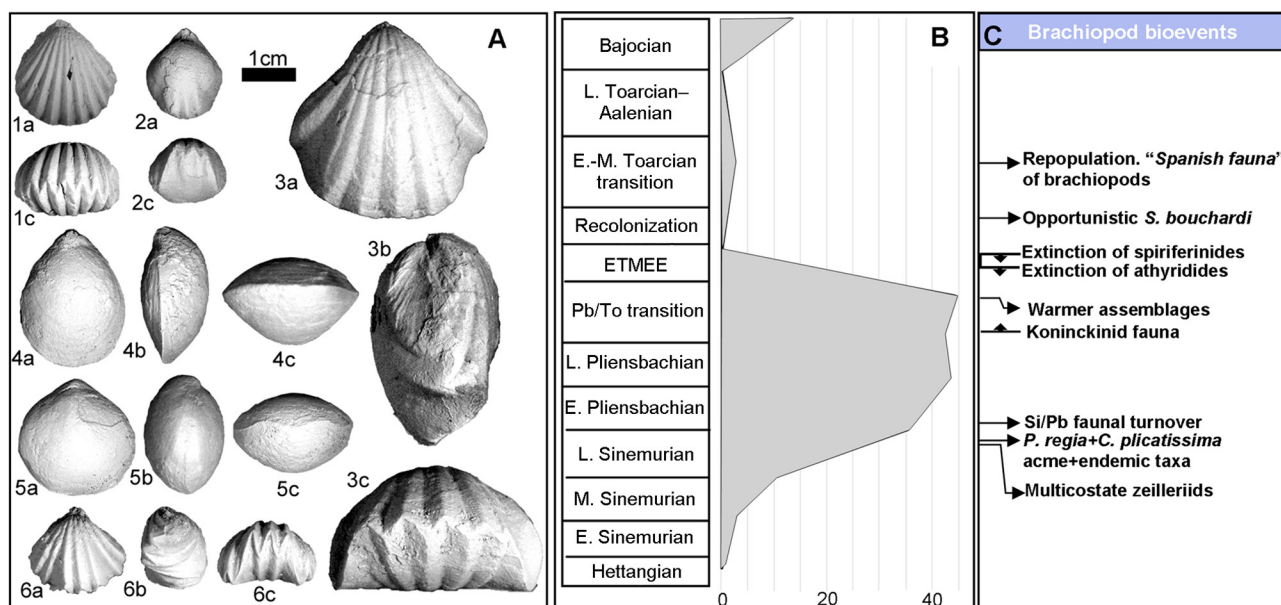 A
1cm
1a
2a
3a
1c
2c
3b
4a
4b
4c
5a
5b
5c
3c
6a
6b
6c
B
Bajocian
L. Toarcian–
Aalenian
E.-M. Toarcian
transition
Recolonization
ETMEE
Pb/To transition
L. Pliensbachian
E. Pliensbachian
L. Sinemurian
M. Sinemurian
E. Sinemurian
Hettangian
0
20
40
C
Brachiopod bioevents
Repopulation. “Spanish fauna”
of brachiopods
Opportunistic S. bouchardi
Extinction of spiriferinides
Extinction of athyridides
Warmer assemblages
Koninckinid fauna
Si/Pb faunal turnover
P. regia+C. plicatissima
acme+endemic taxa
Multicostate zeilleriids